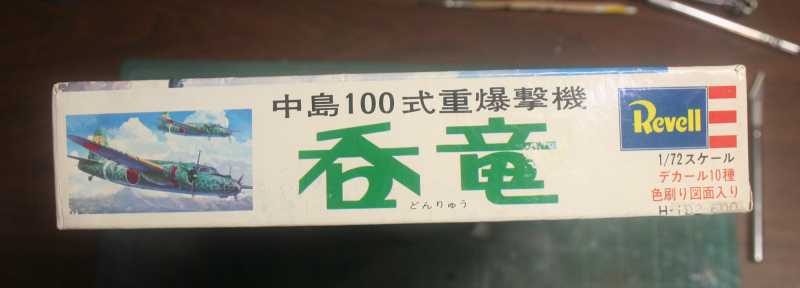 中島100式重爆撃機
呑竜
どんりゅう
Revell
1/72スケール
デカール10種
色刷り図面入り